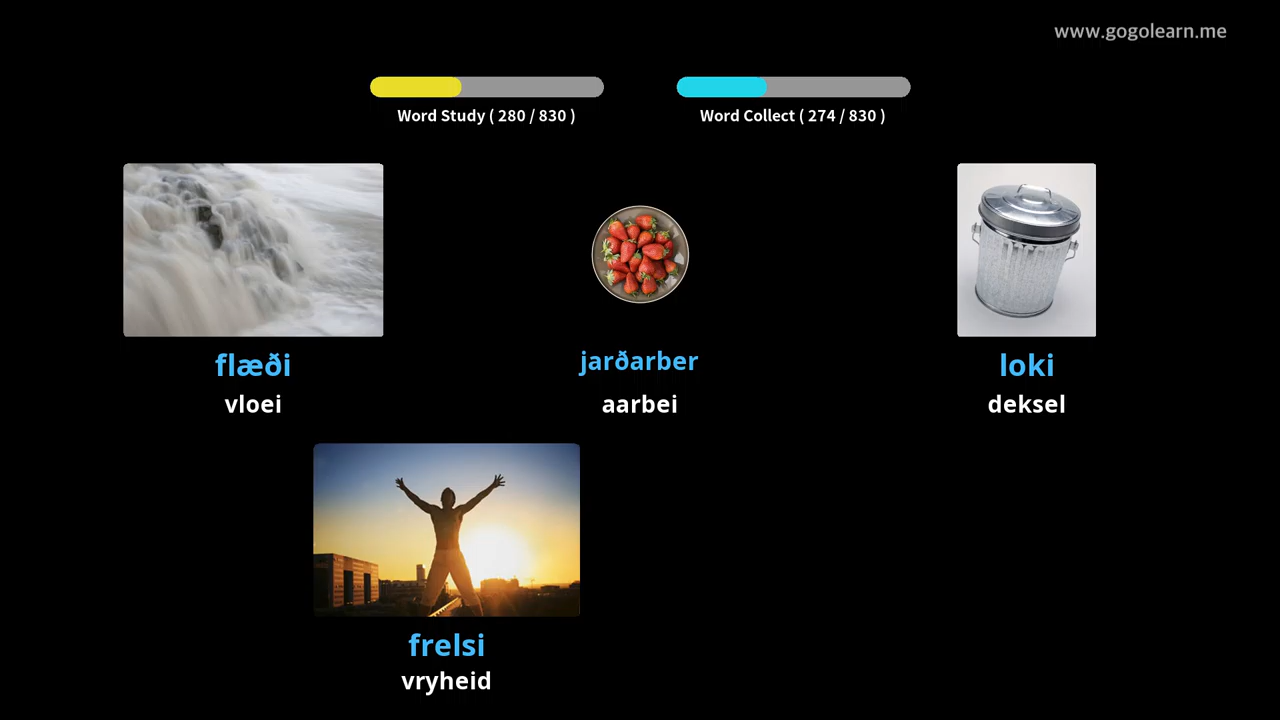 www.gogolearn.me
Word Study ( 280 / 830 )
Word Collect ( 274 / 830 )
flæði
jarðarber
loki
vloei
aarbei
deksel
frelsi
vryheid